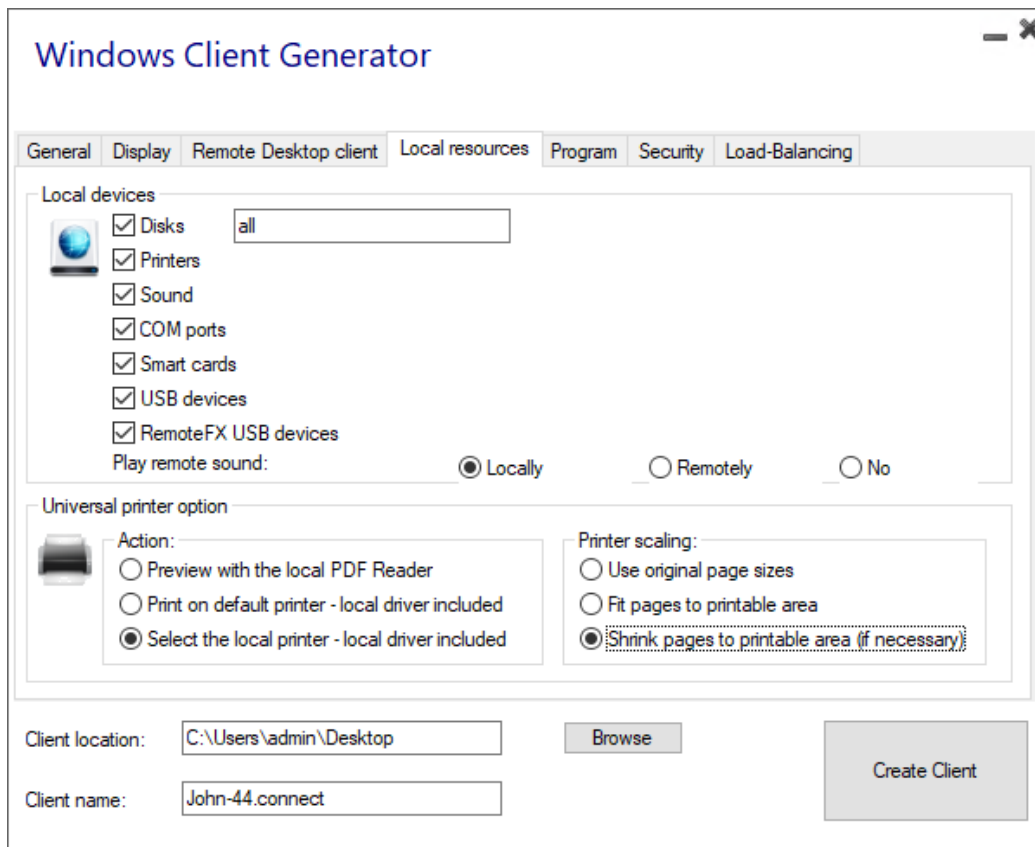 Windows Client Generator
General Display Remote Desktop client Local resources Program Security Load-Balancing
Local devices
Disks all
Printers
Sound
COM ports
Smart cards
USB devices
RemoteFX USB devices
Play remote sound: Locally Remotely No
Universal printer option
Action:
Preview with the local PDF Reader
Print on default printer - local driver included
Select the local printer - local driver included
Printer scaling:
Use original page sizes
Fit pages to printable area
Shrink pages to printable area (if necessary)
Client location: C:\Users\admin\Desktop Browse
Client name: John-44.connect
Create Client